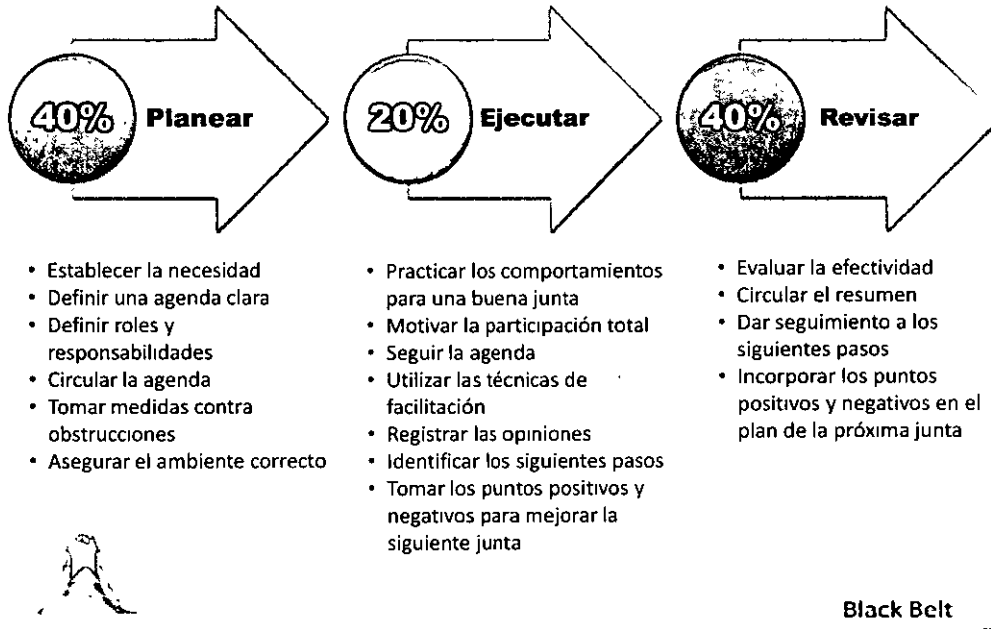 40% Planear
20% Ejecutar
40% Revisar
• Establecer la necesidad
• Definir una agenda clara
• Definir roles y
responsabilidades
• Circular la agenda
• Tomar medidas contra
obstrucciones
• Asegurar el ambiente correcto
• Practicar los comportamientos
para una buena junta
• Motivar la participación total
• Seguir la agenda
• Utilizar las técnicas de
facilitación
• Registrar las opiniones
• Identificar los siguientes pasos
• Tomar los puntos positivos y
negativos para mejorar la
siguiente junta
• Evaluar la efectividad
• Circular el resumen
• Dar seguimiento a los
siguientes pasos
• Incorporar los puntos
positivos y negativos en el
plan de la próxima junta
Black Belt